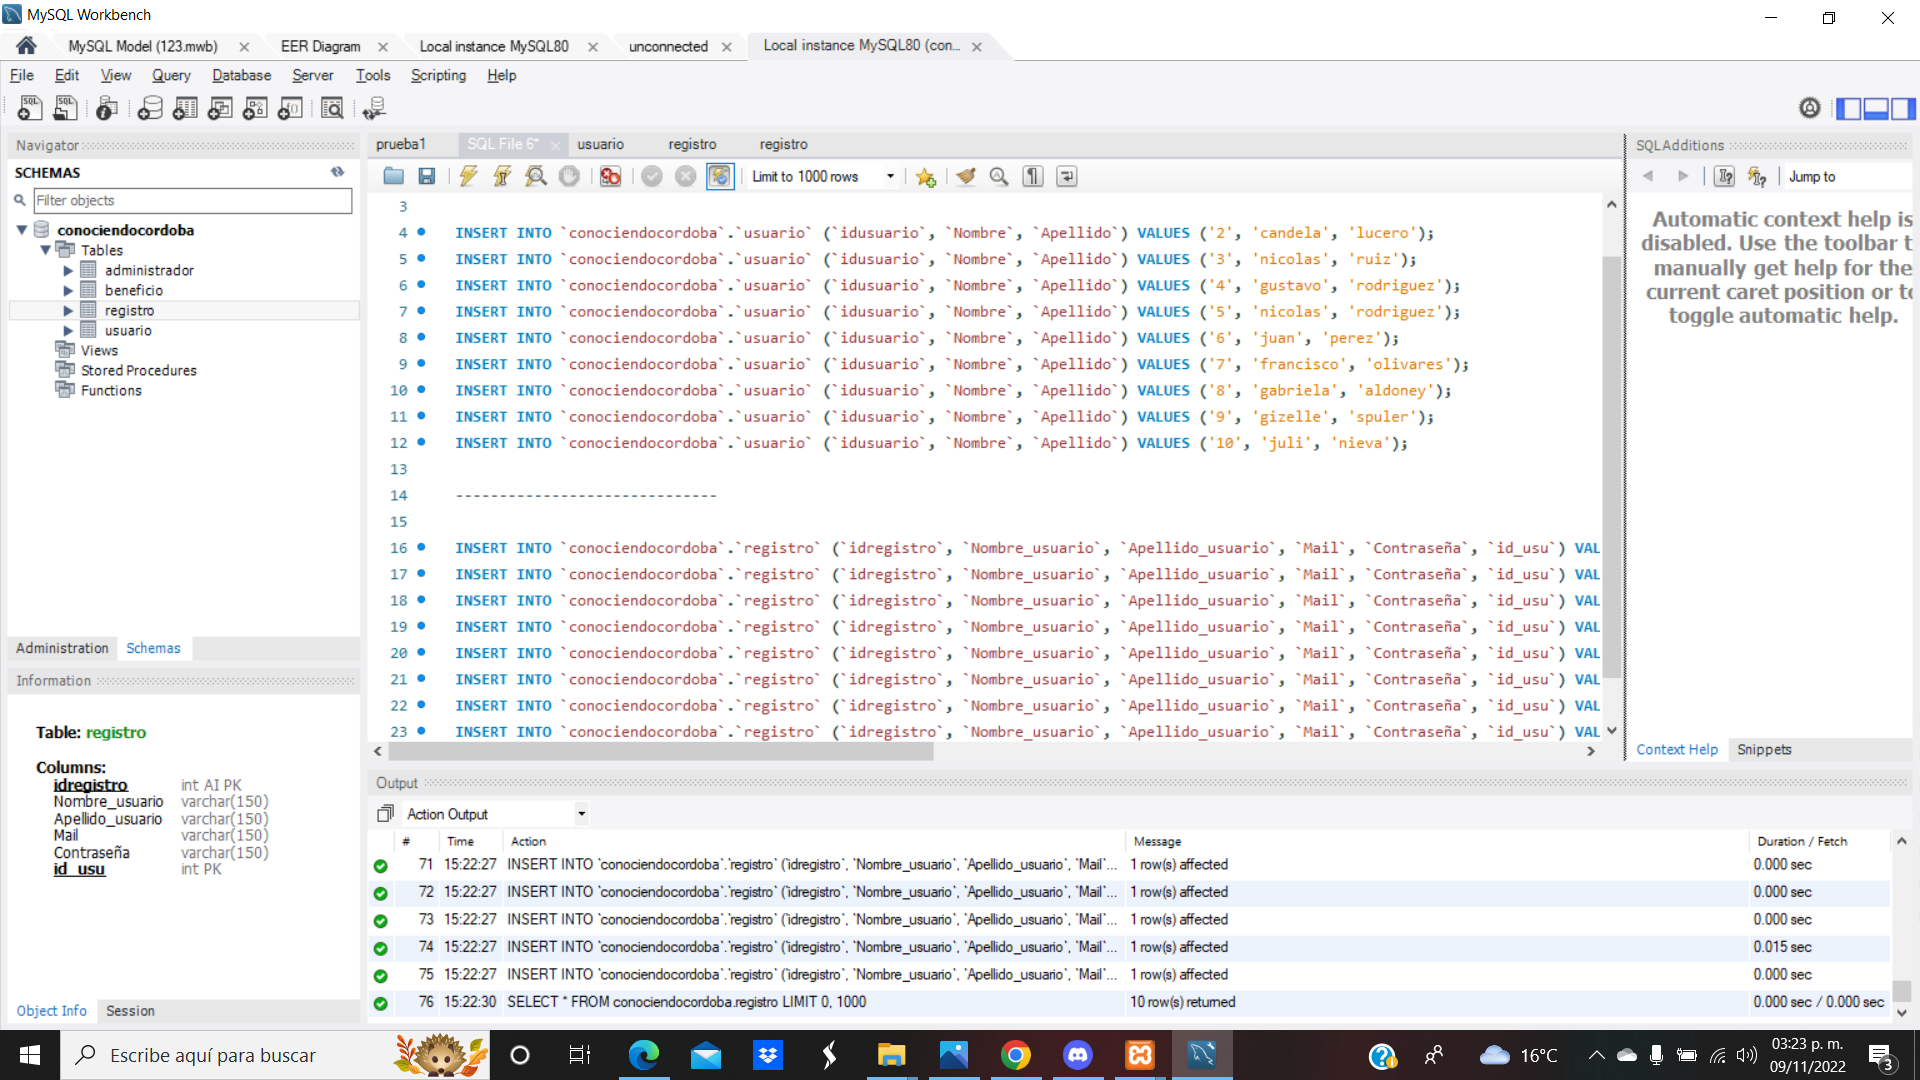 MySQL Workbench
MySQL Model (123.mwb)
EER Diagram
Local instance MySQL80
unconnected
Local instance MySQL80 (con...
File Edit View Query Database Server Tools Scripting Help
Navigator
SCHEMAS
Filter objects
conociendocordoba
Tables
administrador
beneficio
registro
usuario
Views
Stored Procedures
Functions
Administration Schemas
Information
Table: registro
Columns:
idregistro int AI PK
Nombre_usuario varchar(150)
Apellido_usuario varchar(150)
Mail varchar(150)
Contraseña varchar(150)
id_usu int PK
Object Info Session
prueba1 SQL File 6* usuario registro registro
Limit to 1000 rows
3
4 INSERT INTO `conociendocordoba`.`usuario` (`idusuario`, `Nombre`, `Apellido`) VALUES ('2', 'candela', 'lucero');
5 INSERT INTO `conociendocordoba`.`usuario` (`idusuario`, `Nombre`, `Apellido`) VALUES ('3', 'nicolas', 'ruiz');
6 INSERT INTO `conociendocordoba`.`usuario` (`idusuario`, `Nombre`, `Apellido`) VALUES ('4', 'gustavo', 'rodriguez');
7 INSERT INTO `conociendocordoba`.`usuario` (`idusuario`, `Nombre`, `Apellido`) VALUES ('5', 'nicolas', 'rodriguez');
8 INSERT INTO `conociendocordoba`.`usuario` (`idusuario`, `Nombre`, `Apellido`) VALUES ('6', 'juan', 'perez');
9 INSERT INTO `conociendocordoba`.`usuario` (`idusuario`, `Nombre`, `Apellido`) VALUES ('7', 'francisco', 'olivares');
10 INSERT INTO `conociendocordoba`.`usuario` (`idusuario`, `Nombre`, `Apellido`) VALUES ('8', 'gabriela', 'aldoney');
11 INSERT INTO `conociendocordoba`.`usuario` (`idusuario`, `Nombre`, `Apellido`) VALUES ('9', 'gizelle', 'spuler');
12 INSERT INTO `conociendocordoba`.`usuario` (`idusuario`, `Nombre`, `Apellido`) VALUES ('10', 'juli', 'nieva');
13
14 ------------------------------
15
16 INSERT INTO `conociendocordoba`.`registro` (`idregistro`, `Nombre_usuario`, `Apellido_usuario`, `Mail`, `Contraseña`, `id_usu`) VAL
17 INSERT INTO `conociendocordoba`.`registro` (`idregistro`, `Nombre_usuario`, `Apellido_usuario`, `Mail`, `Contraseña`, `id_usu`) VAL
18 INSERT INTO `conociendocordoba`.`registro` (`idregistro`, `Nombre_usuario`, `Apellido_usuario`, `Mail`, `Contraseña`, `id_usu`) VAL
19 INSERT INTO `conociendocordoba`.`registro` (`idregistro`, `Nombre_usuario`, `Apellido_usuario`, `Mail`, `Contraseña`, `id_usu`) VAL
20 INSERT INTO `conociendocordoba`.`registro` (`idregistro`, `Nombre_usuario`, `Apellido_usuario`, `Mail`, `Contraseña`, `id_usu`) VAL
21 INSERT INTO `conociendocordoba`.`registro` (`idregistro`, `Nombre_usuario`, `Apellido_usuario`, `Mail`, `Contraseña`, `id_usu`) VAL
22 INSERT INTO `conociendocordoba`.`registro` (`idregistro`, `Nombre_usuario`, `Apellido_usuario`, `Mail`, `Contraseña`, `id_usu`) VAL
23 INSERT INTO `conociendocordoba`.`registro` (`idregistro`, `Nombre_usuario`, `Apellido_usuario`, `Mail`, `Contraseña`, `id_usu`) VAL
SQLAdditions
Jump to
Automatic context help is
disabled. Use the toolbar t
manually get help for the
current caret position or to
toggle automatic help.
Context Help Snippets
Output
Action Output
# Time Action Message Duration / Fetch
71 15:22:27 INSERT INTO `conociendocordoba`.`registro` (`idregistro`, `Nombre_usuario`, `Apellido_usuario`, `Mail`... 1 row(s) affected 0.000 sec
72 15:22:27 INSERT INTO `conociendocordoba`.`registro` (`idregistro`, `Nombre_usuario`, `Apellido_usuario`, `Mail`... 1 row(s) affected 0.000 sec
73 15:22:27 INSERT INTO `conociendocordoba`.`registro` (`idregistro`, `Nombre_usuario`, `Apellido_usuario`, `Mail`... 1 row(s) affected 0.000 sec
74 15:22:27 INSERT INTO `conociendocordoba`.`registro` (`idregistro`, `Nombre_usuario`, `Apellido_usuario`, `Mail`... 1 row(s) affected 0.015 sec
75 15:22:27 INSERT INTO `conociendocordoba`.`registro` (`idregistro`, `Nombre_usuario`, `Apellido_usuario`, `Mail`... 1 row(s) affected 0.000 sec
76 15:22:30 SELECT * FROM conociendocordoba.registro LIMIT 0, 1000 10 row(s) returned 0.000 sec / 0.000 sec
Escribe aquí para buscar
16°C
03:23 p. m.
09/11/2022
3